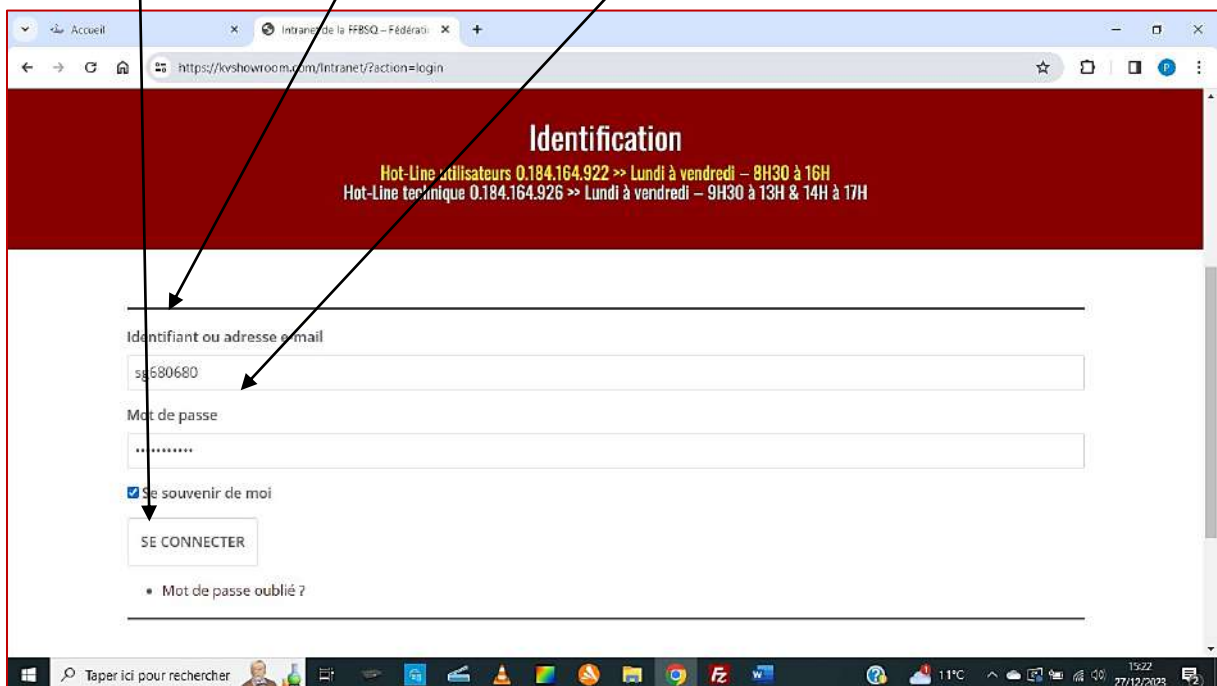 Accueil
Intranet de la FFBSQ – Fédérati
https://kvshowroom.com/Intranet/?action=login
P
Identification
Hot-Line utilisateurs 0.184.164.922 >> Lundi à vendredi – 8H30 à 16H
Hot-Line technique 0.184.164.926 >> Lundi à vendredi – 9H30 à 13H & 14H à 17H
Identifiant ou adresse e-mail
sg680680
Mot de passe
Se souvenir de moi
SE CONNECTER
Mot de passe oublié ?
Taper ici pour rechercher
11°C
15:22
27/12/2023